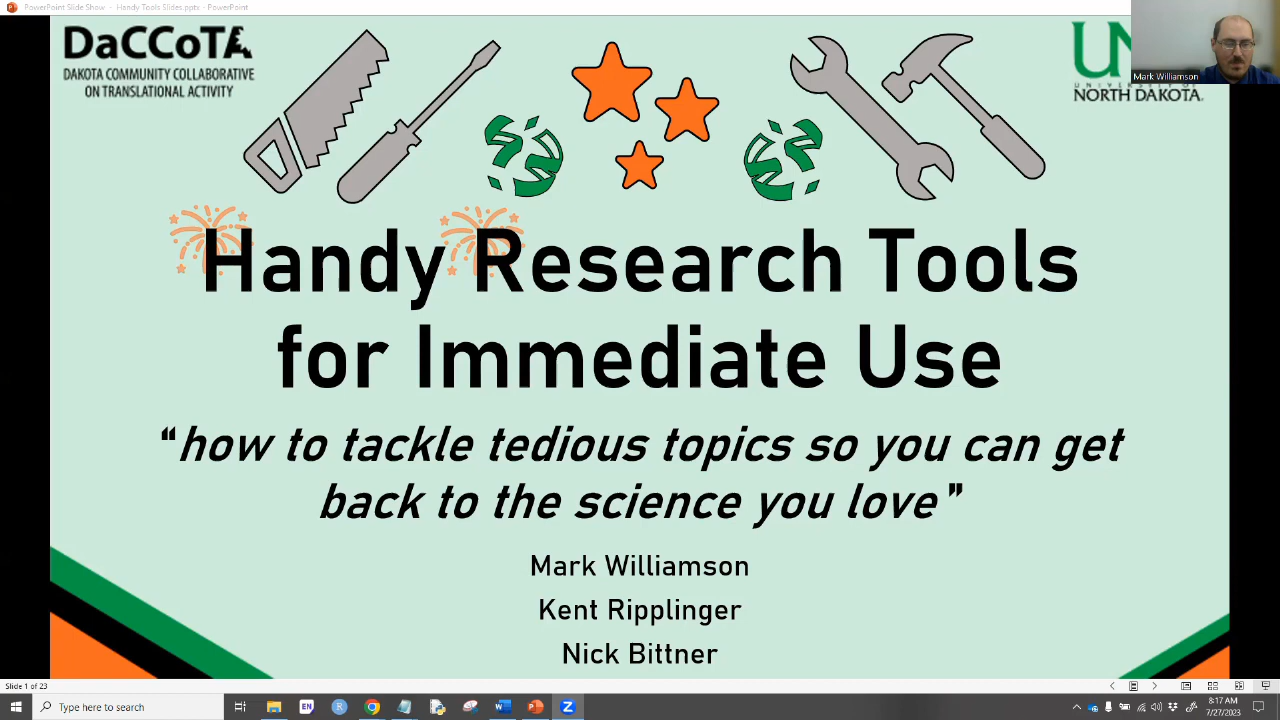 PowerPoint Slide Show - Handy Tools Slides.pptx - PowerPoint
DaCCoTA
DAKOTA COMMUNITY COLLABORATIVE
ON TRANSLATIONAL ACTIVITY
Mark Williamson
NORTH DAKOTA.
Handy Research Tools
for Immediate Use
“how to tackle tedious topics so you can get
back to the science you love”
Mark Williamson
Kent Ripplinger
Nick Bittner
Slide 1 of 23
Type here to search
8:17 AM
7/27/2023